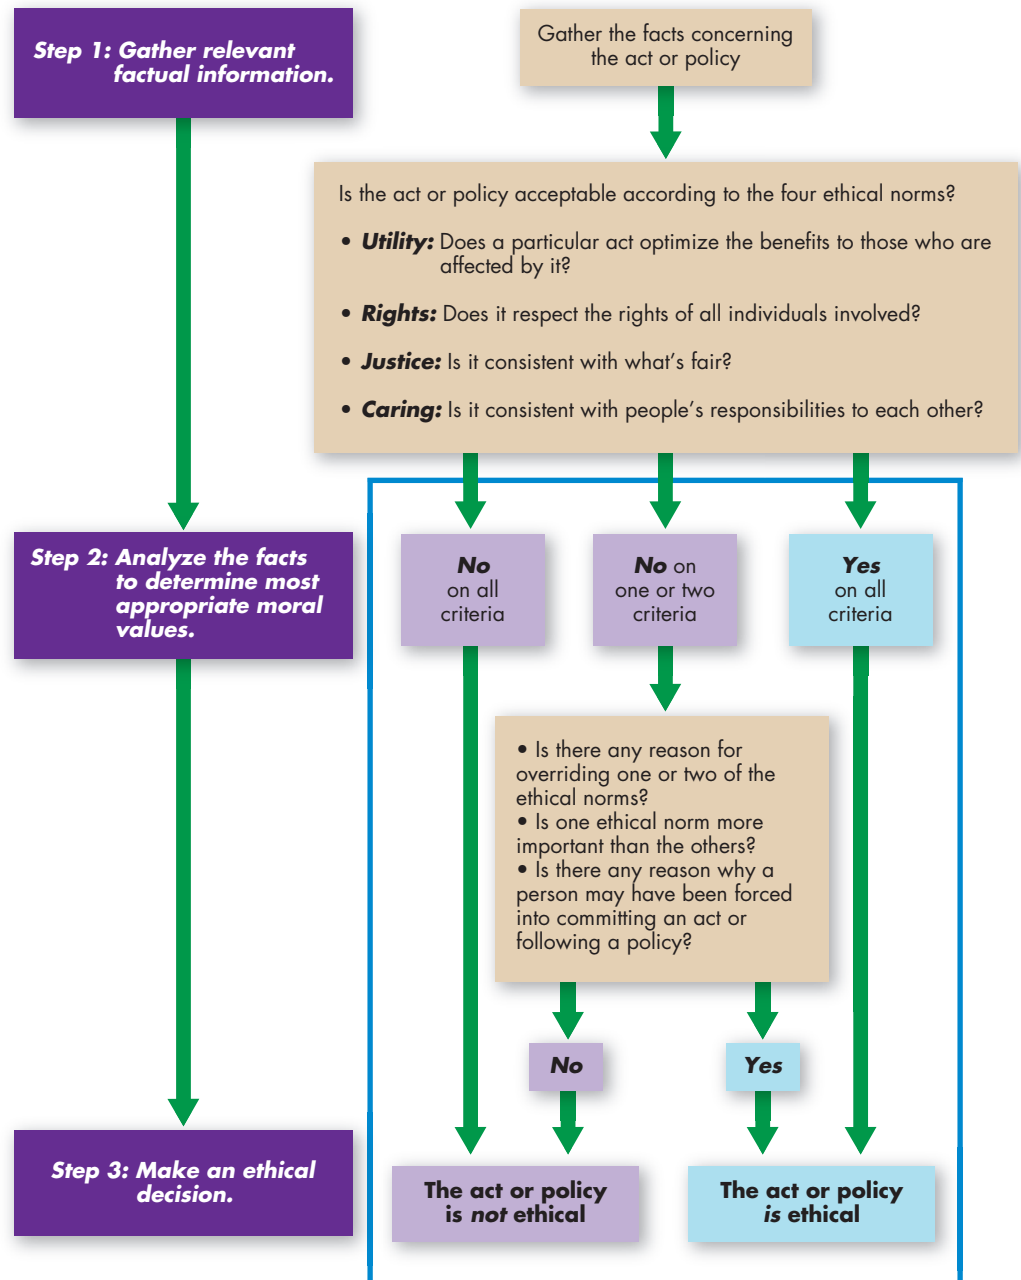 Step 1: Gather relevant
factual information.
Gather the facts concerning
the act or policy
Is the act or policy acceptable according to the four ethical norms?
• Utility: Does a particular act optimize the benefits to those who are
affected by it?
• Rights: Does it respect the rights of all individuals involved?
• Justice: Is it consistent with what’s fair?
• Caring: Is it consistent with people’s responsibilities to each other?
Step 2: Analyze the facts
to determine most
appropriate moral
values.
No
on all
criteria
No on
one or two
criteria
Yes
on all
criteria
• Is there any reason for
overriding one or two of the
ethical norms?
• Is one ethical norm more
important than the others?
• Is there any reason why a
person may have been forced
into committing an act or
following a policy?
No
Yes
Step 3: Make an ethical
decision.
The act or policy
is not ethical
The act or policy
is ethical